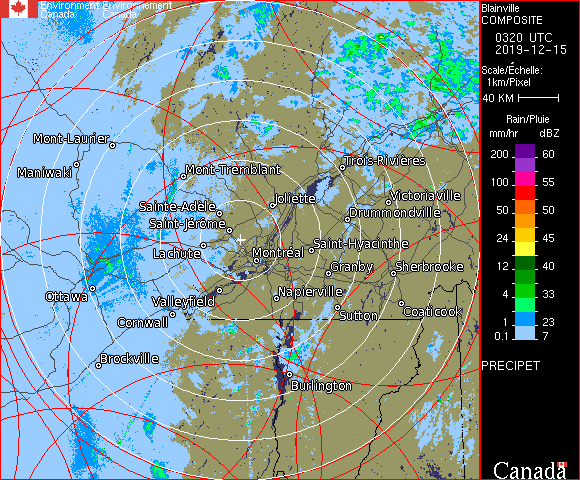 Environment Environnement
Canada Canada
Blainville
COMPOSITE
0320 UTC
2019-12-15
Scale/Échelle:
1km/Pixel
40 KM
Rain/Pluie
mm/hr dBZ
200 60
100 55
50 50
24 45
12 40
4 33
1 23
0.1 7
PRECIPET
Canada
Mont-Laurier
Maniwaki
Mont-Tremblant
Trois-Rivières
Sainte-Adèle
Joliette
Victoriaville
Drummondville
Saint-Jérôme
Saint-Hyacinthe
Lachute
Montréal
Granby
Sherbrooke
Ottawa
Valleyfield
Napierville
Cornwall
Sutton
Coaticook
Brockville
Burlington